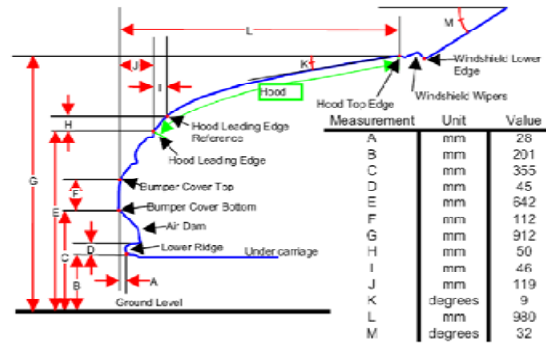 L
M
J
K
Windshield Lower
Edge
I
Hood
Windshield Wipers
Hood Top Edge
H
Hood Leading Edge
Reference
Hood Leading Edge
G
Bumper Cover Top
F
E
Bumper Cover Bottom
Air Dam
C
D
Lower Ridge
Under carriage
B
A
Ground Level
Measurement Unit Value
A mm 28
B mm 201
C mm 355
D mm 45
E mm 642
F mm 112
G mm 912
H mm 50
I mm 46
J mm 119
K degrees 9
L mm 980
M degrees 32